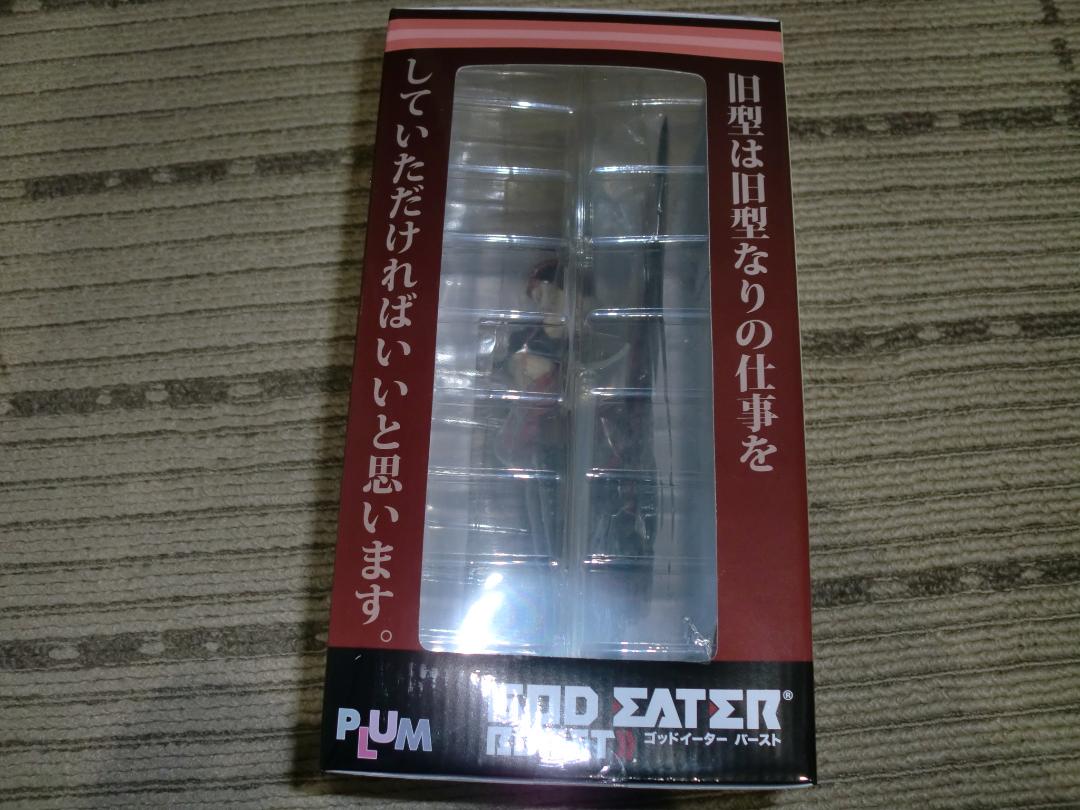 旧型は旧型なりの仕事を
していただければいいと思います。
PLUM
GOD EATER®
BURST
ゴッドイーター バースト